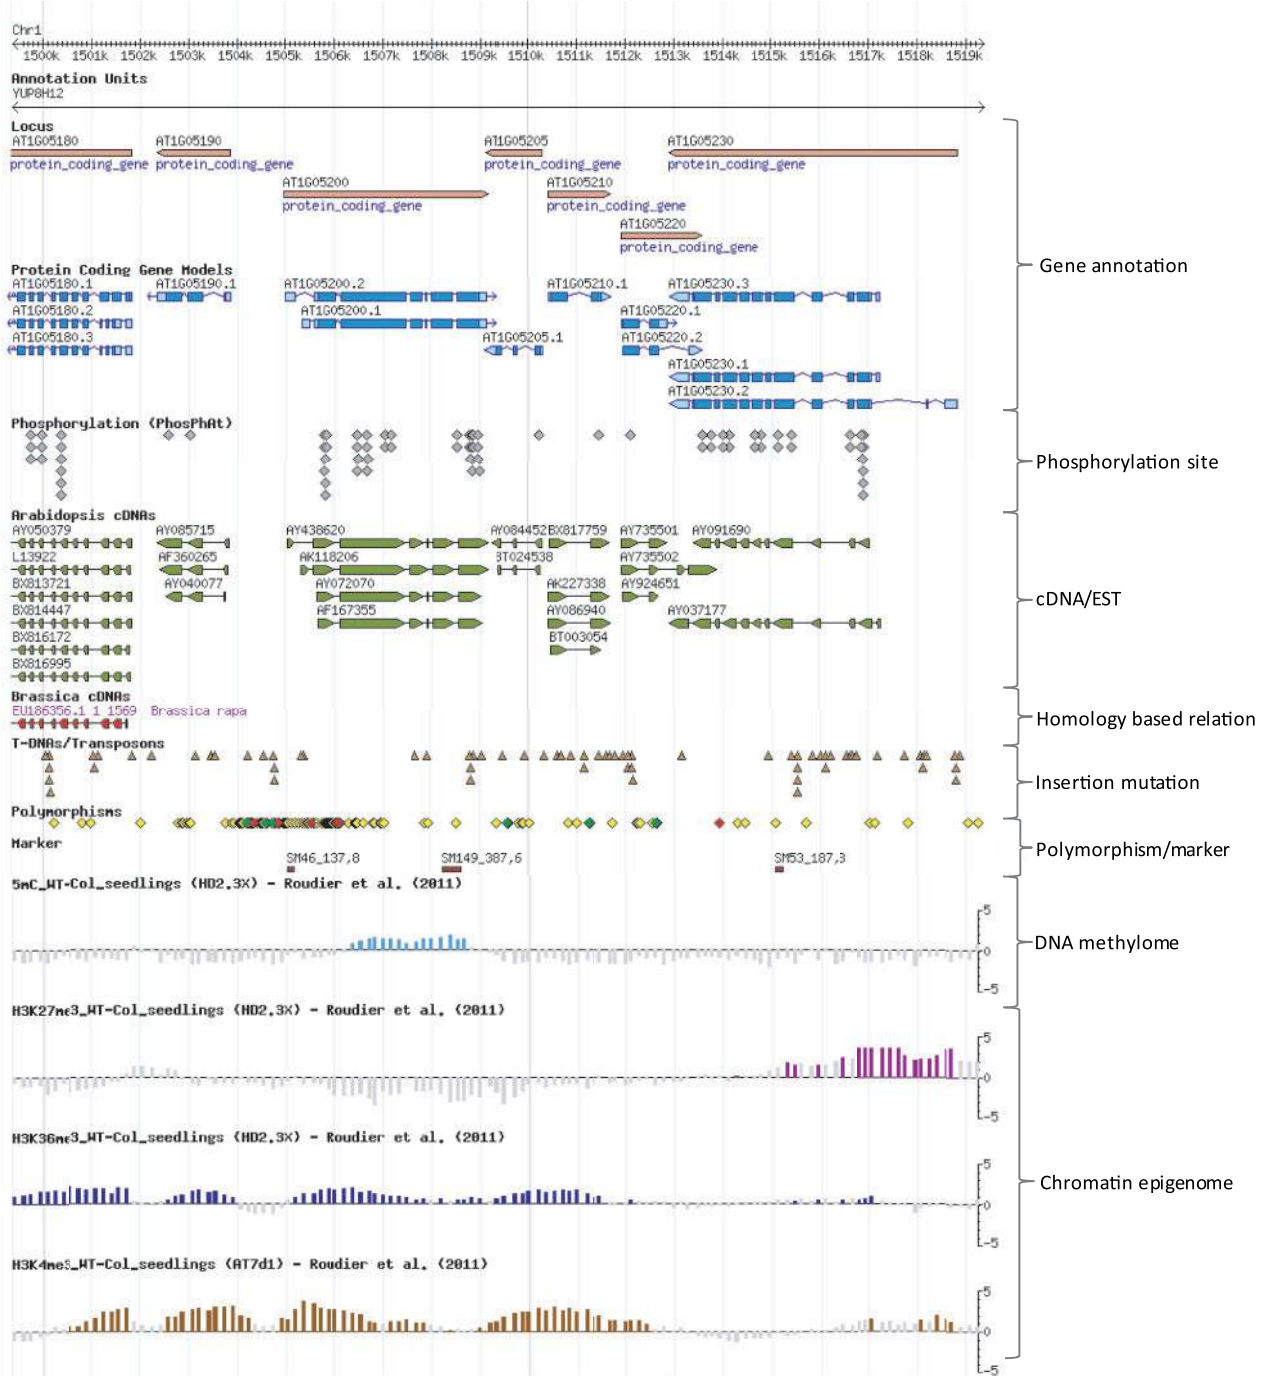 Chr1
1500k 1501k 1502k 1503k 1504k 1505k 1506k 1507k 1508k 1509k 1510k 1511k 1512k 1513k 1514k 1515k 1516k 1517k 1518k 1519k
Annotation Units
YUP8H12
Locus
AT1G05180 AT1G05190 AT1G05205 AT1G05230
protein_coding_gene protein_coding_gene protein_coding_gene protein_coding_gene
AT1G05200 AT1G05210
protein_coding_gene protein_coding_gene
AT1G05220
protein_coding_gene
Gene annotation
Protein Coding Gene Models
AT1G05180.1 AT1G05190.1 AT1G05200.2 AT1G05210.1 AT1G05230.3
AT1G05180.2 AT1G05200.1 AT1G05220.1
AT1G05180.3 AT1G05205.1 AT1G05220.2
AT1G05230.1
AT1G05230.2
Phosphorylation (PhosPhAt)
Phosphorylation site
Arabidopsis cDNAs
AY050379 AY085715 AY438620 AY084452 BX817759 AY735501 AY091690
L13922 AF360265 AK118206 BT024538 AY735502
BX813721 AY040077 AY072070 AK227338 AY924651
cDNA/EST
BX814447 AF167355 AY086940 AY037177
BX816172 BT003054
BX816995
Brassica cDNAs
EU186356.1 1 1569 Brassica rapa
Homology based relation
T-DNAs/Transposons
Insertion mutation
Polymorphisms
Marker
Polymorphism/marker
SM46_137,8 SM149_387,6 SM53_187,3
5mC_WT-Col_seedlings (HD2.3X) - Roudier et al. (2011)
5
0
-5
DNA methylome
H3K27me3_WT-Col_seedlings (HD2.3X) - Roudier et al. (2011)
5
0
-5
H3K36me3_WT-Col_seedlings (HD2.3X) - Roudier et al. (2011)
5
0
-5
Chromatin epigenome
H3K4me3_WT-Col_seedlings (AT7d1) - Roudier et al. (2011)
5
0
-5